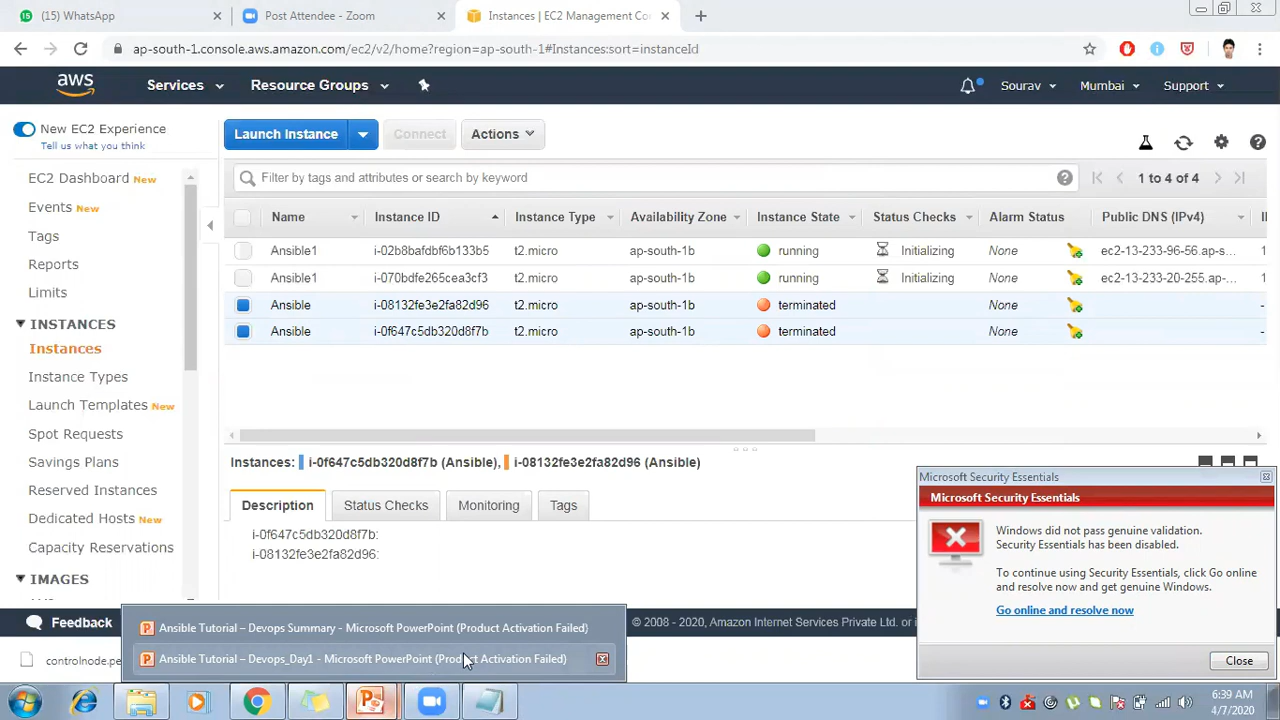 (15) WhatsApp
Post Attendee - Zoom
Instances | EC2 Management Co
ap-south-1.console.aws.amazon.com/ec2/v2/home?region=ap-south-1#Instances:sort=instanceId
aws
Services
Resource Groups
Sourav
Mumbai
Support
New EC2 Experience
Tell us what you think
Launch Instance
Connect
Actions
EC2 Dashboard New
Events New
Tags
Reports
Limits
INSTANCES
Instances
Instance Types
Launch Templates New
Spot Requests
Savings Plans
Reserved Instances
Dedicated Hosts New
Capacity Reservations
IMAGES
Filter by tags and attributes or search by keyword
1 to 4 of 4
Name Instance ID Instance Type Availability Zone Instance State Status Checks Alarm Status Public DNS (IPv4)
Ansible1 i-02b8bafdbf6b133b5 t2.micro ap-south-1b running Initializing None ec2-13-233-96-56.ap-s...
Ansible1 i-070bdfe265cea3cf3 t2.micro ap-south-1b running Initializing None ec2-13-233-20-255.ap-...
Ansible i-08132fe3e2fa82d96 t2.micro ap-south-1b terminated None -
Ansible i-0f647c5db320d8f7b t2.micro ap-south-1b terminated None -
Instances: i-0f647c5db320d8f7b (Ansible), i-08132fe3e2fa82d96 (Ansible)
Description
Status Checks
Monitoring
Tags
i-0f647c5db320d8f7b:
i-08132fe3e2fa82d96:
Microsoft Security Essentials
Microsoft Security Essentials
Windows did not pass genuine validation.
Security Essentials has been disabled.
To continue using Security Essentials, click Go online
and resolve now and get genuine Windows.
Go online and resolve now
Close
Feedback
© 2008 - 2020, Amazon Internet Services Private Ltd. or i
Ansible Tutorial – Devops Summary - Microsoft PowerPoint (Product Activation Failed)
Ansible Tutorial – Devops_Day1 - Microsoft PowerPoint (Product Activation Failed)
controlnode.pe
6:39 AM
4/7/2020